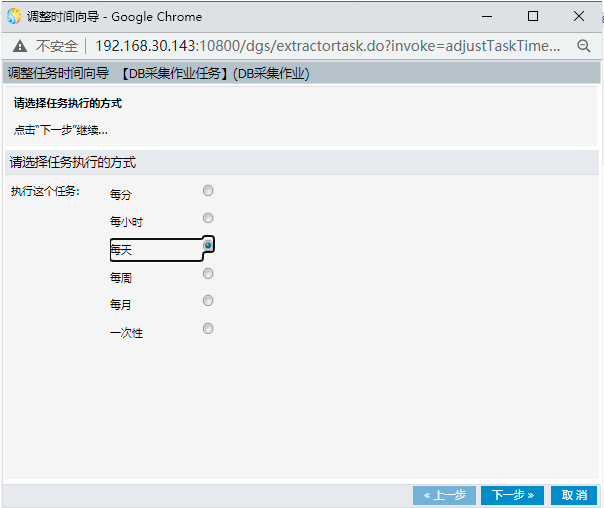 调整时间向导 - Google Chrome
不安全 | 192.168.30.143:10800/dgs/extractortask.do?invoke=adjustTaskTime...
调整任务时间向导 【DB采集作业任务】(DB采集作业)
请选择任务执行的方式
点击"下一步"继续...
请选择任务执行的方式
执行这个任务: 每分
每小时
每天
每周
每月
一次性
« 上一步 下一步 » 取 消